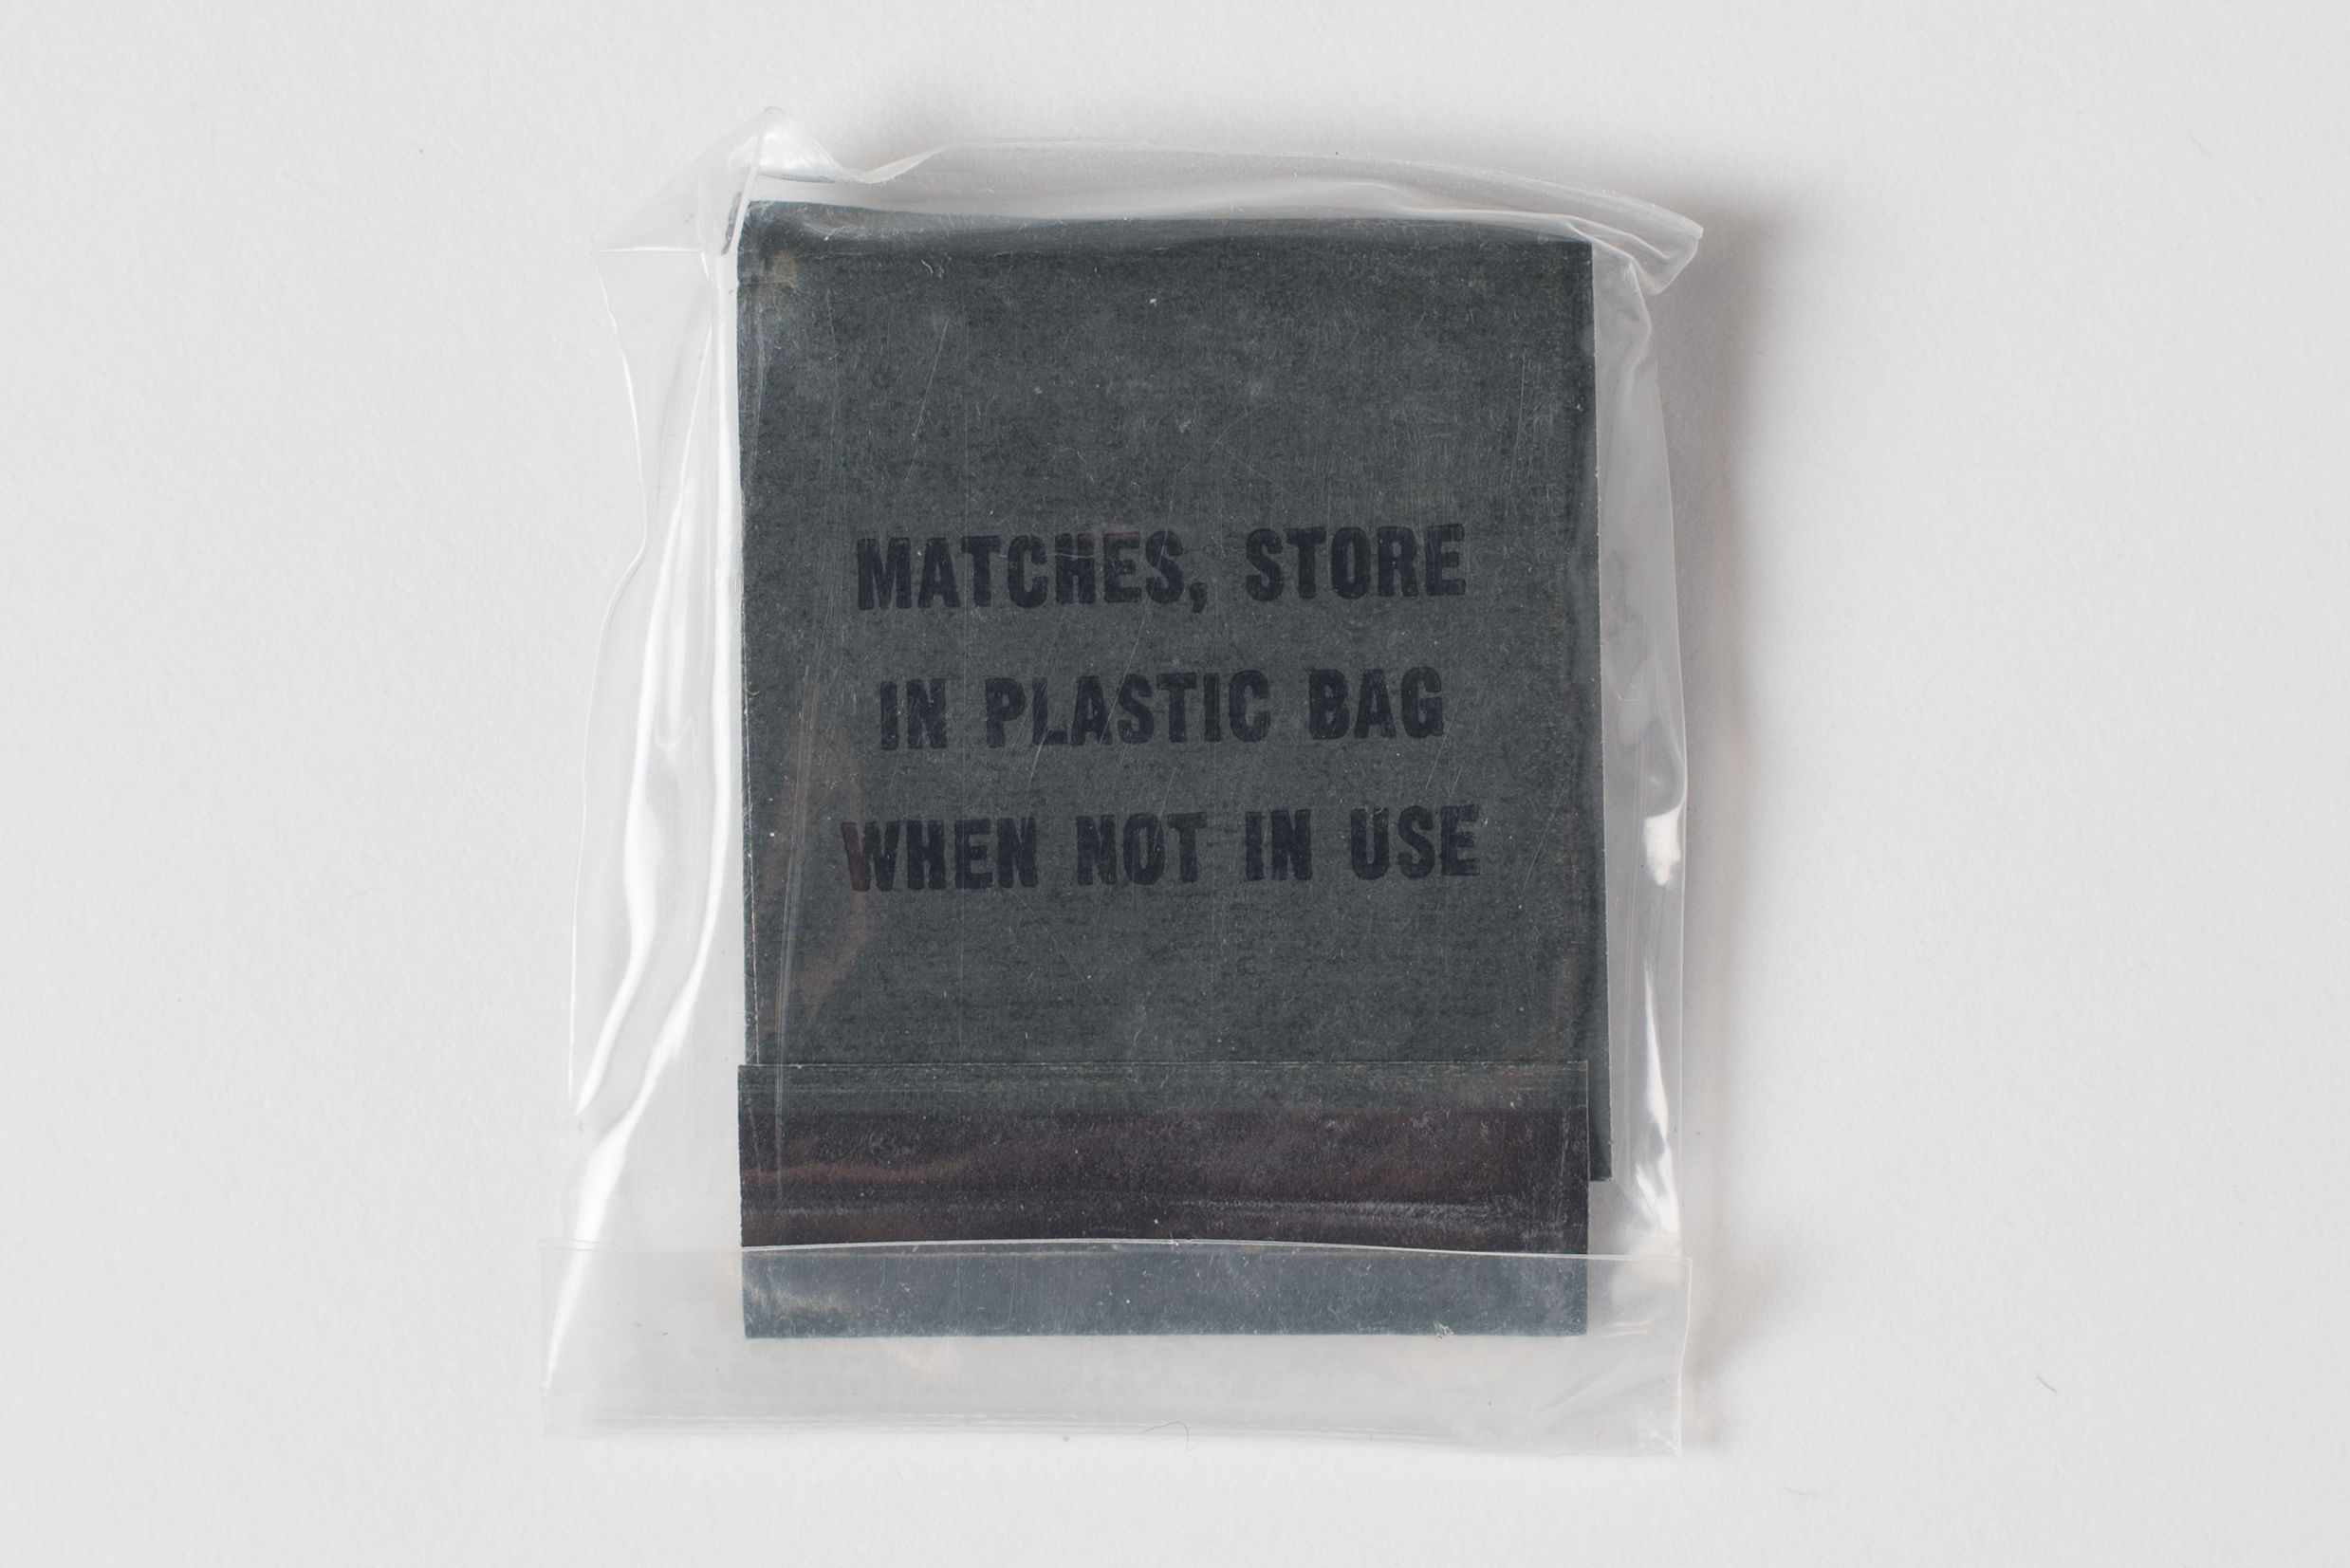 MATCHES, STORE
IN PLASTIC BAG
WHEN NOT IN USE